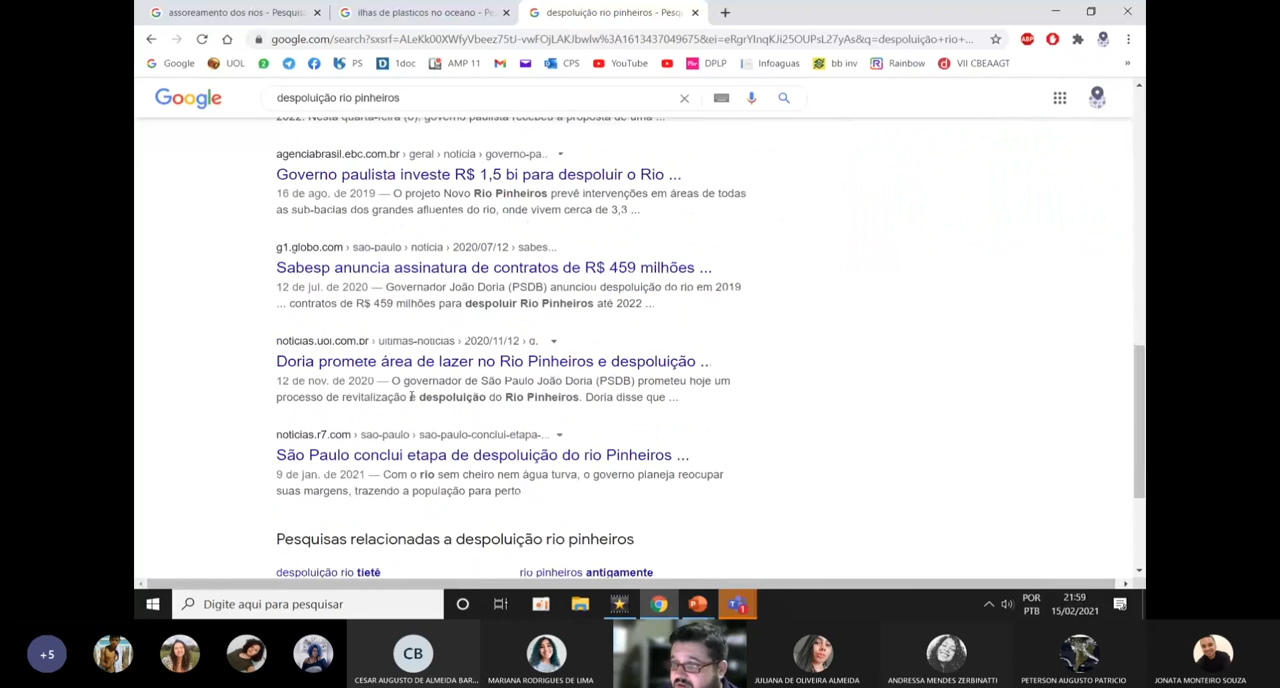 assoreamento dos rios - Pesquis
ilhas de plasticos no oceano - Pe
despoluição rio pinheiros - Pesq
google.com/search?sxsrf=
=despoluição+rio+...
Google
UOL
PS
1doc
AMP 11
CPS
YouTube
DPLP
Infoaguas
bb inv
Rainbow
VII CBEAAGT
»
Google
despoluição rio pinheiros
2022. Nesta quarta-feira (8), governo paulista recebeu a proposta de uma ...
agenciabrasil.ebc.com.br › geral › noticia › governo-pa..
Governo paulista investe R$ 1,5 bi para despoluir o Rio ...
16 de ago. de 2019 — O projeto Novo Rio Pinheiros prevê intervenções em áreas de todas
as sub-bacias dos grandes afluentes do rio, onde vivem cerca de 3,3 ...
g1.globo.com › sao-paulo › noticia › 2020/07/12 › sabes...
Sabesp anuncia assinatura de contratos de R$ 459 milhões ...
12 de jul. de 2020 — Governador João Doria (PSDB) anunciou despoluição do rio em 2019
... contratos de R$ 459 milhões para despoluir Rio Pinheiros até 2022 ...
noticias.uol.com.br › ultimas-noticias › 2020/11/12 › g.
Doria promete área de lazer no Rio Pinheiros e despoluição ...
12 de nov. de 2020 — O governador de São Paulo João Doria (PSDB) prometeu hoje um
processo de revitalização e despoluição do Rio Pinheiros. Doria disse que ...
noticias.r7.com › sao-paulo › sao-paulo-conclui-etapa-...
São Paulo conclui etapa de despoluição do rio Pinheiros ...
9 de jan. de 2021 — Com o rio sem cheiro nem água turva, o governo planeja reocupar
suas margens, trazendo a população para perto
Pesquisas relacionadas a despoluição rio pinheiros
despoluição rio tietê
rio pinheiros antigamente
Digite aqui para pesquisar
POR
PTB
21:59
15/02/2021
+5
CB
CESAR AUGUSTO DE ALMEIDA BAR...
MARIANA RODRIGUES DE LIMA
JULIANA DE OLIVEIRA ALMEIDA
ANDRESSA MENDES ZERBINATTI
PETERSON AUGUSTO PATRICIO
JONATA MONTEIRO SOUZA